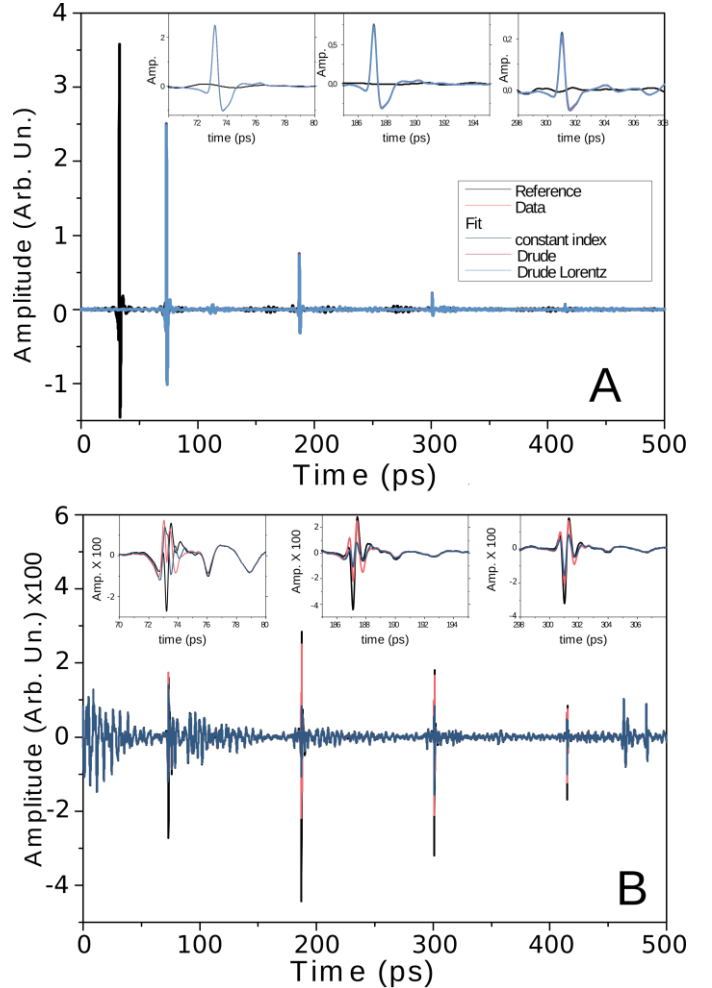 4
3
2
1
0
-1
Amplitude (Arb. Un.)
2
0
Amp.
72 74 76 78 80
time (ps)
0,5
0,0
Amp.
186 188 190 192 194
time (ps)
0,2
0,0
Amp.
298 300 302 304 306 308
time (ps)
Reference
Data
Fit
constant index
Drude
Drude Lorentz
A
0 100 200 300 400 500
Time (ps)
6
4
2
0
-2
-4
Amplitude (Arb. Un.) x100
2
0
-2
Amp. X 100
70 72 74 76 78 80
time (ps)
2
0
-2
-4
Amp. X 100
186 188 190 192 194
time (ps)
2
0
-2
-4
Amp. X 100
298 300 302 304 306
time (ps)
B
0 100 200 300 400 500
Time (ps)